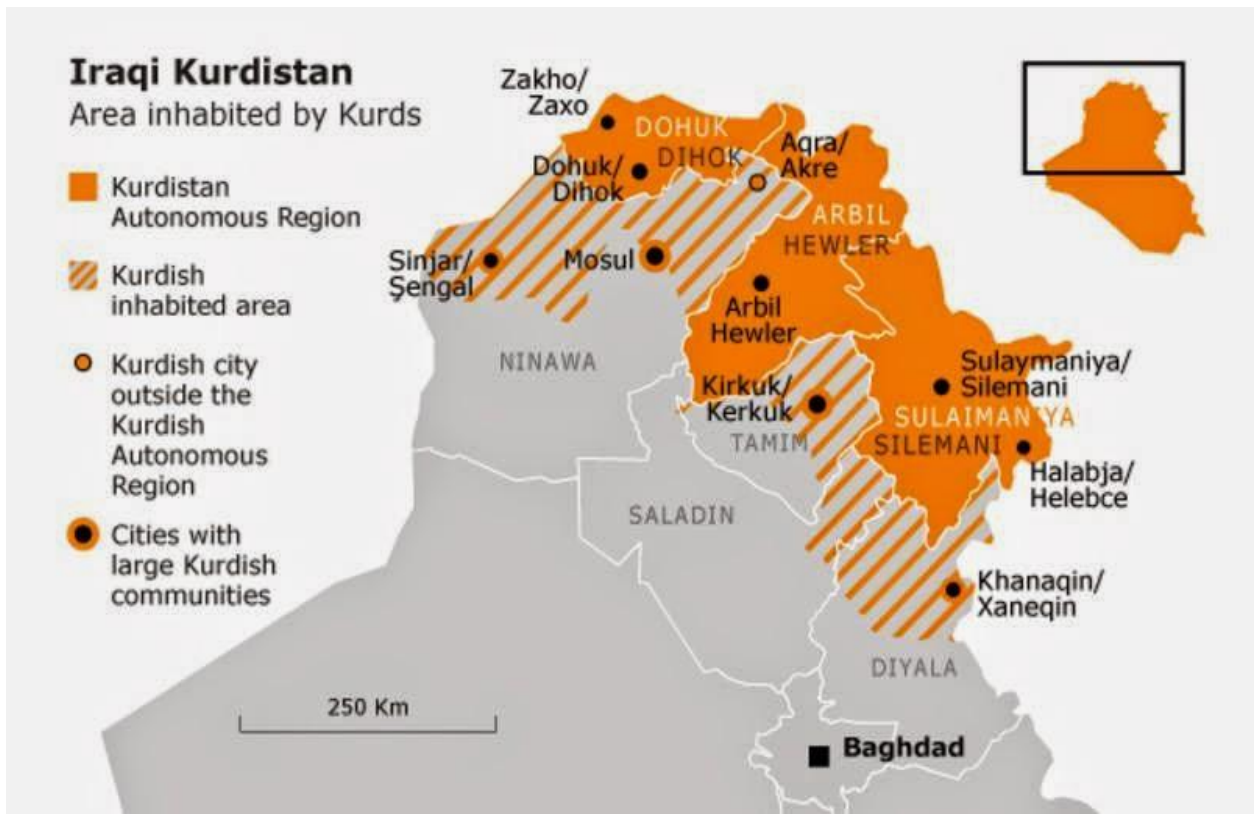 Iraqi Kurdistan
Area inhabited by Kurds
Kurdistan
Autonomous Region
Kurdish
inhabited area
Kurdish city
outside the
Kurdish
Autonomous
Region
Cities with
large Kurdish
communities
Zakho/
Zaxo
DOHUK
DIHOK
Dohuk/
Dihok
Aqra/
Akre
ARBIL
HEWLER
Sinjar/
Şengal
Mosul
Arbil
Hewler
NINAWA
Kirkuk/
Kerkuk
TAMIM
Sulaymaniya/
Silemani
SULAIMANIYA
SILEMANI
Halabja/
Helebce
SALADIN
Khanaqin/
Xaneqin
DIYALA
250 Km
Baghdad